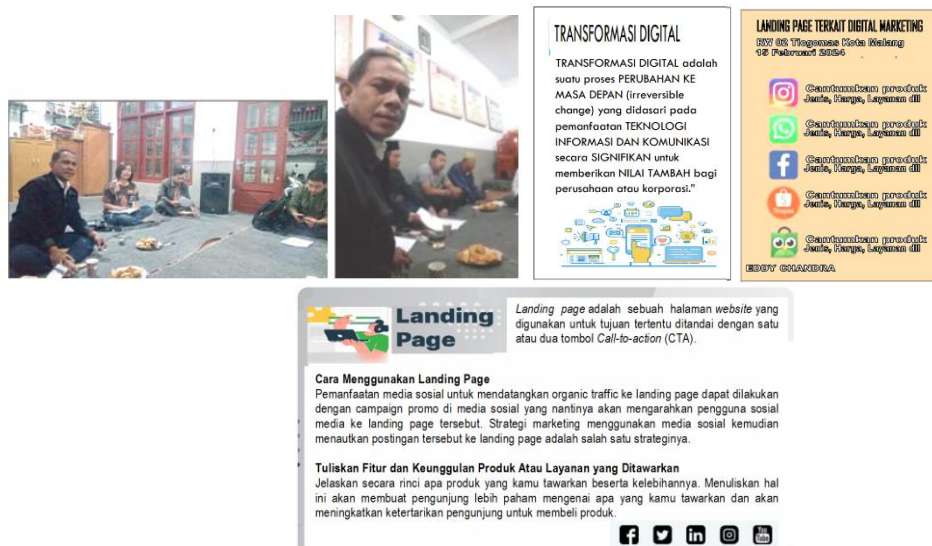 TRANSFORMASI DIGITAL
TRANSFORMASI DIGITAL adalah
suatu proses PERUBAHAN KE
MASA DEPAN (irreversible
change) yang didasari pada
pemanfaatan TEKNOLOGI
INFORMASI DAN KOMUNIKASI
secara SIGNIFIKAN untuk
memberikan NILAI TAMBAH bagi
perusahaan atau korporasi."
LANDING PAGE TERKAIT DIGITAL MARKETING
RW 02 Tlogomas Kota Malang
15 Februari 2024
Cantumkan produk
Jenis, Harga, Layanan dll
Cantumkan produk
Jenis, Harga, Layanan dll
Cantumkan produk
Jenis, Harga, Layanan dll
Cantumkan produk
Jenis, Harga, Layanan dll
Cantumkan produk
Jenis, Harga, Layanan dll
EDDY CHANDRA
Landing
Page
Landing page adalah sebuah halaman website yang
digunakan untuk tujuan tertentu ditandai dengan satu
atau dua tombol Call-to-action (CTA).
Cara Menggunakan Landing Page
Pemanfaatan media sosial untuk mendatangkan organic traffic ke landing page dapat dilakukan
dengan campaign promo di media sosial yang nantinya akan mengarahkan pengguna sosial
media ke landing page tersebut. Strategi marketing menggunakan media sosial kemudian
menautkan postingan tersebut ke landing page adalah salah satu strateginya.
Tuliskan Fitur dan Keunggulan Produk Atau Layanan yang Ditawarkan
Jelaskan secara rinci apa produk yang kamu tawarkan beserta kelebihannya. Menuliskan hal
ini akan membuat pengunjung lebih paham mengenai apa yang kamu tawarkan dan akan
meningkatkan ketertarikan pengunjung untuk membeli produk.
You
Tube